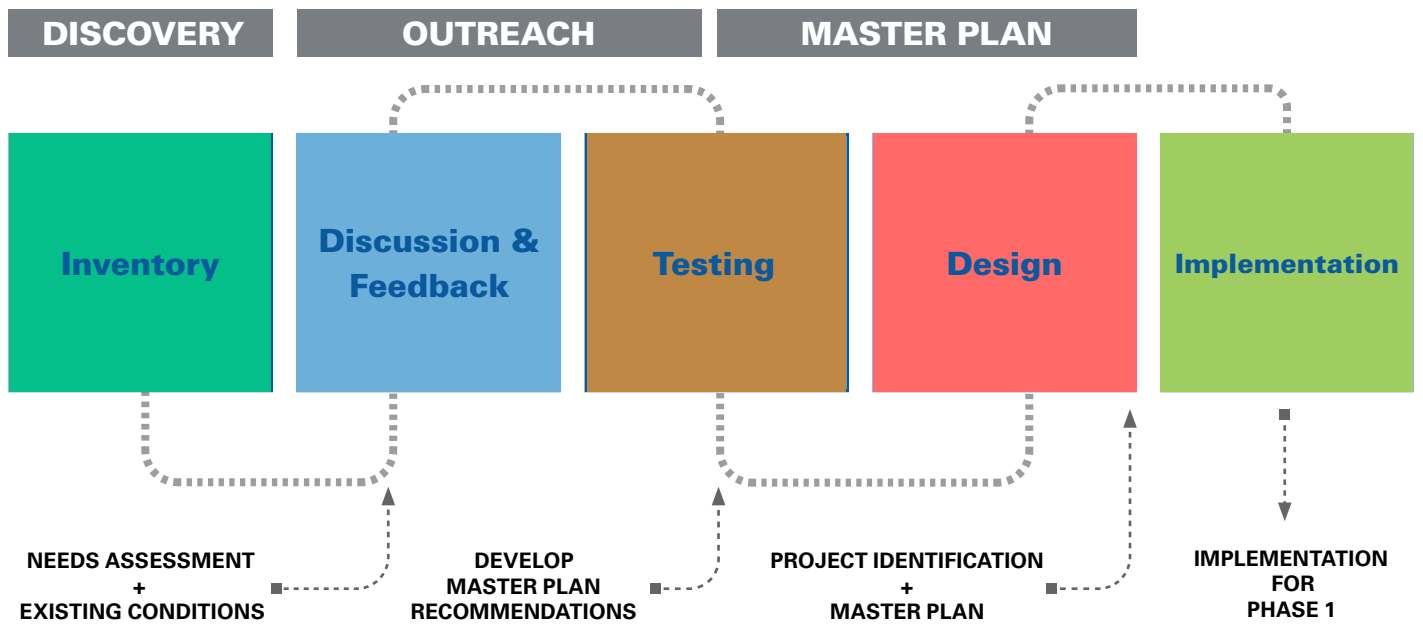 DISCOVERY
OUTREACH
MASTER PLAN
Inventory
Discussion &
Feedback
Testing
Design
Implementation
NEEDS ASSESSMENT
+
EXISTING CONDITIONS
DEVELOP
MASTER PLAN
RECOMMENDATIONS
PROJECT IDENTIFICATION
+
MASTER PLAN
IMPLEMENTATION
FOR
PHASE 1